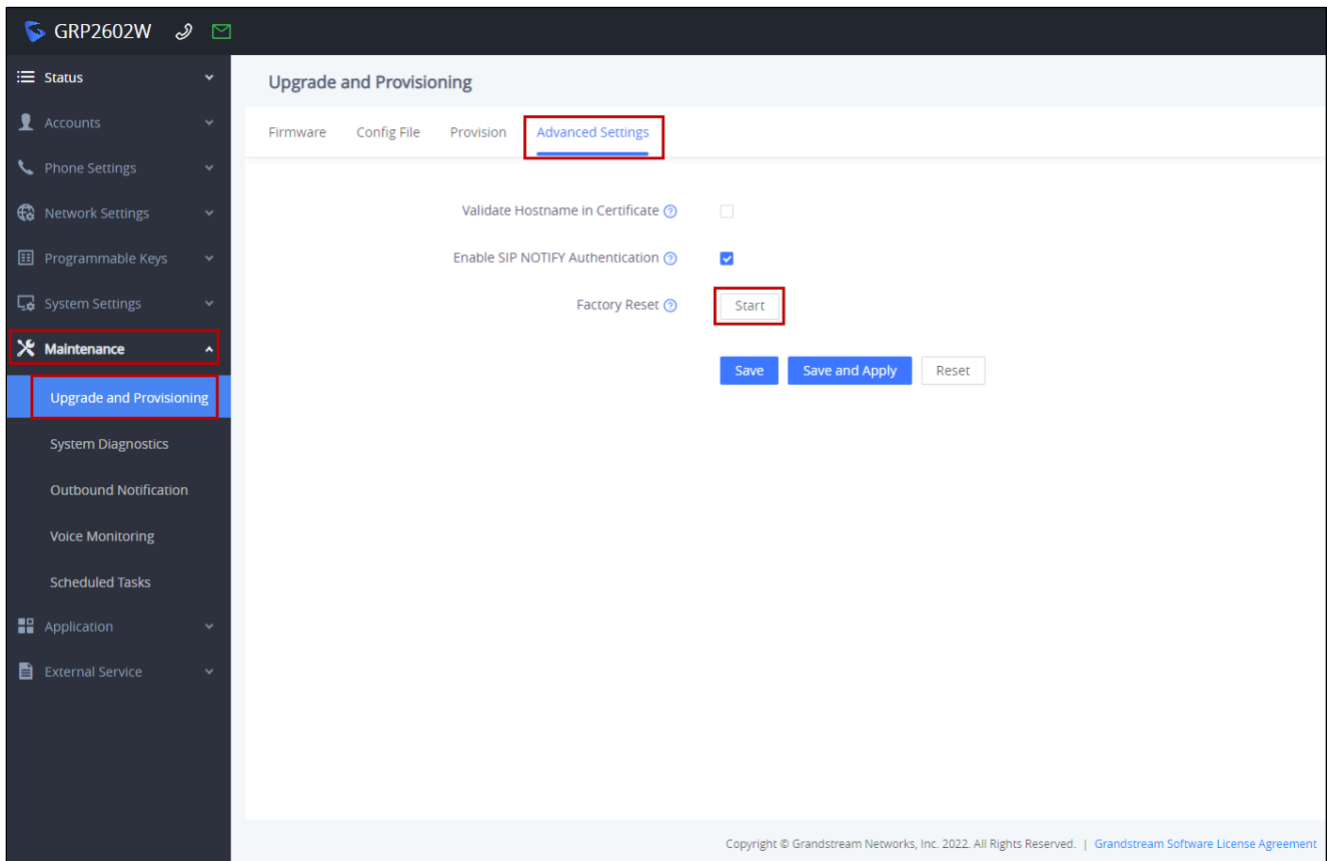 GRP2602W
Status
Accounts
Phone Settings
Network Settings
Programmable Keys
System Settings
Maintenance
Upgrade and Provisioning
System Diagnostics
Outbound Notification
Voice Monitoring
Scheduled Tasks
Application
External Service
Upgrade and Provisioning
Firmware Config File Provision Advanced Settings
Validate Hostname in Certificate
Enable SIP NOTIFY Authentication
Factory Reset Start
Save Save and Apply Reset
Copyright © Grandstream Networks, Inc. 2022. All Rights Reserved. | Grandstream Software License Agreement